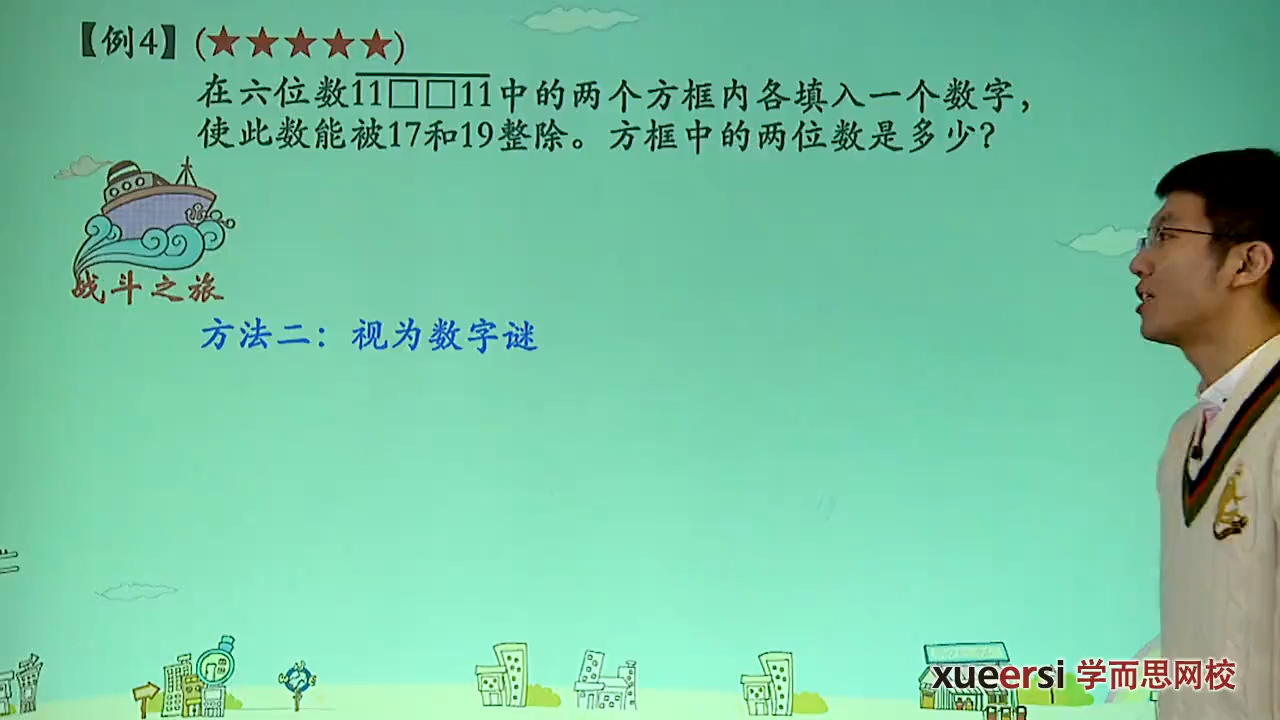 【例4】(★★★★★)
在六位数11□□11中的两个方框内各填入一个数字，
使此数能被17和19整除。方框中的两位数是多少？
战斗之旅
方法二：视为数字谜
xueersi 学而思网校